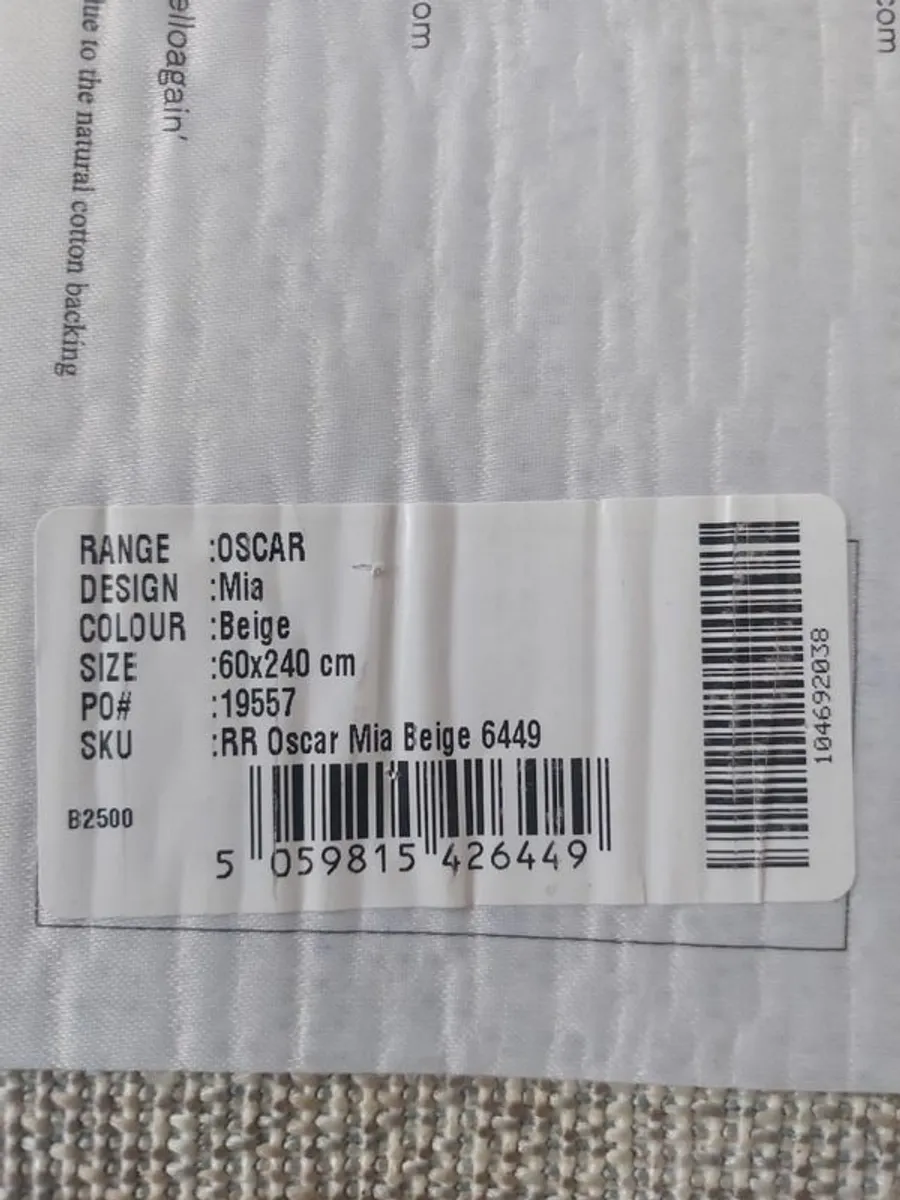 com
om
elloagain'
due to the natural cotton backing
RANGE :OSCAR
DESIGN :Mia
COLOUR :Beige
SIZE :60x240 cm
PO# :19557
SKU :RR Oscar Mia Beige 6449
B2500
5 059815 426449
104692038